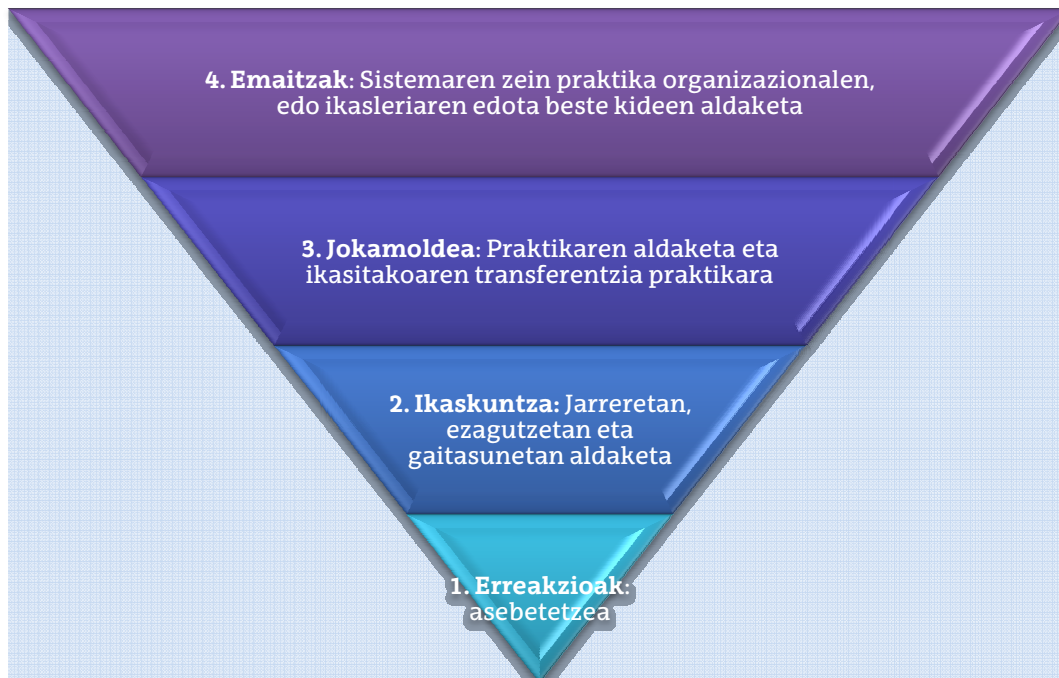 4. Emaitzak: Sistemaren zein praktika organizazionalen,
edo ikasleriaren edota beste kideen aldaketa
3. Jokamoldea: Praktikaren aldaketa eta
ikasitakoaren transferentzia praktikara
2. Ikaskuntza: Jarreretan,
ezagutzetan eta
gaitasunetan aldaketa
1. Erreakzioak:
asebetetzea